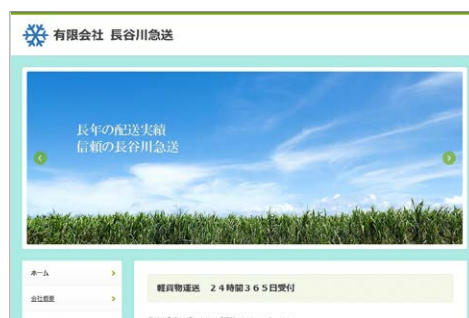 有限会社 長谷川急送
長年の配送実績
信頼の長谷川急送
ホーム
会社概要
軽貨物運送 24時間365日受付